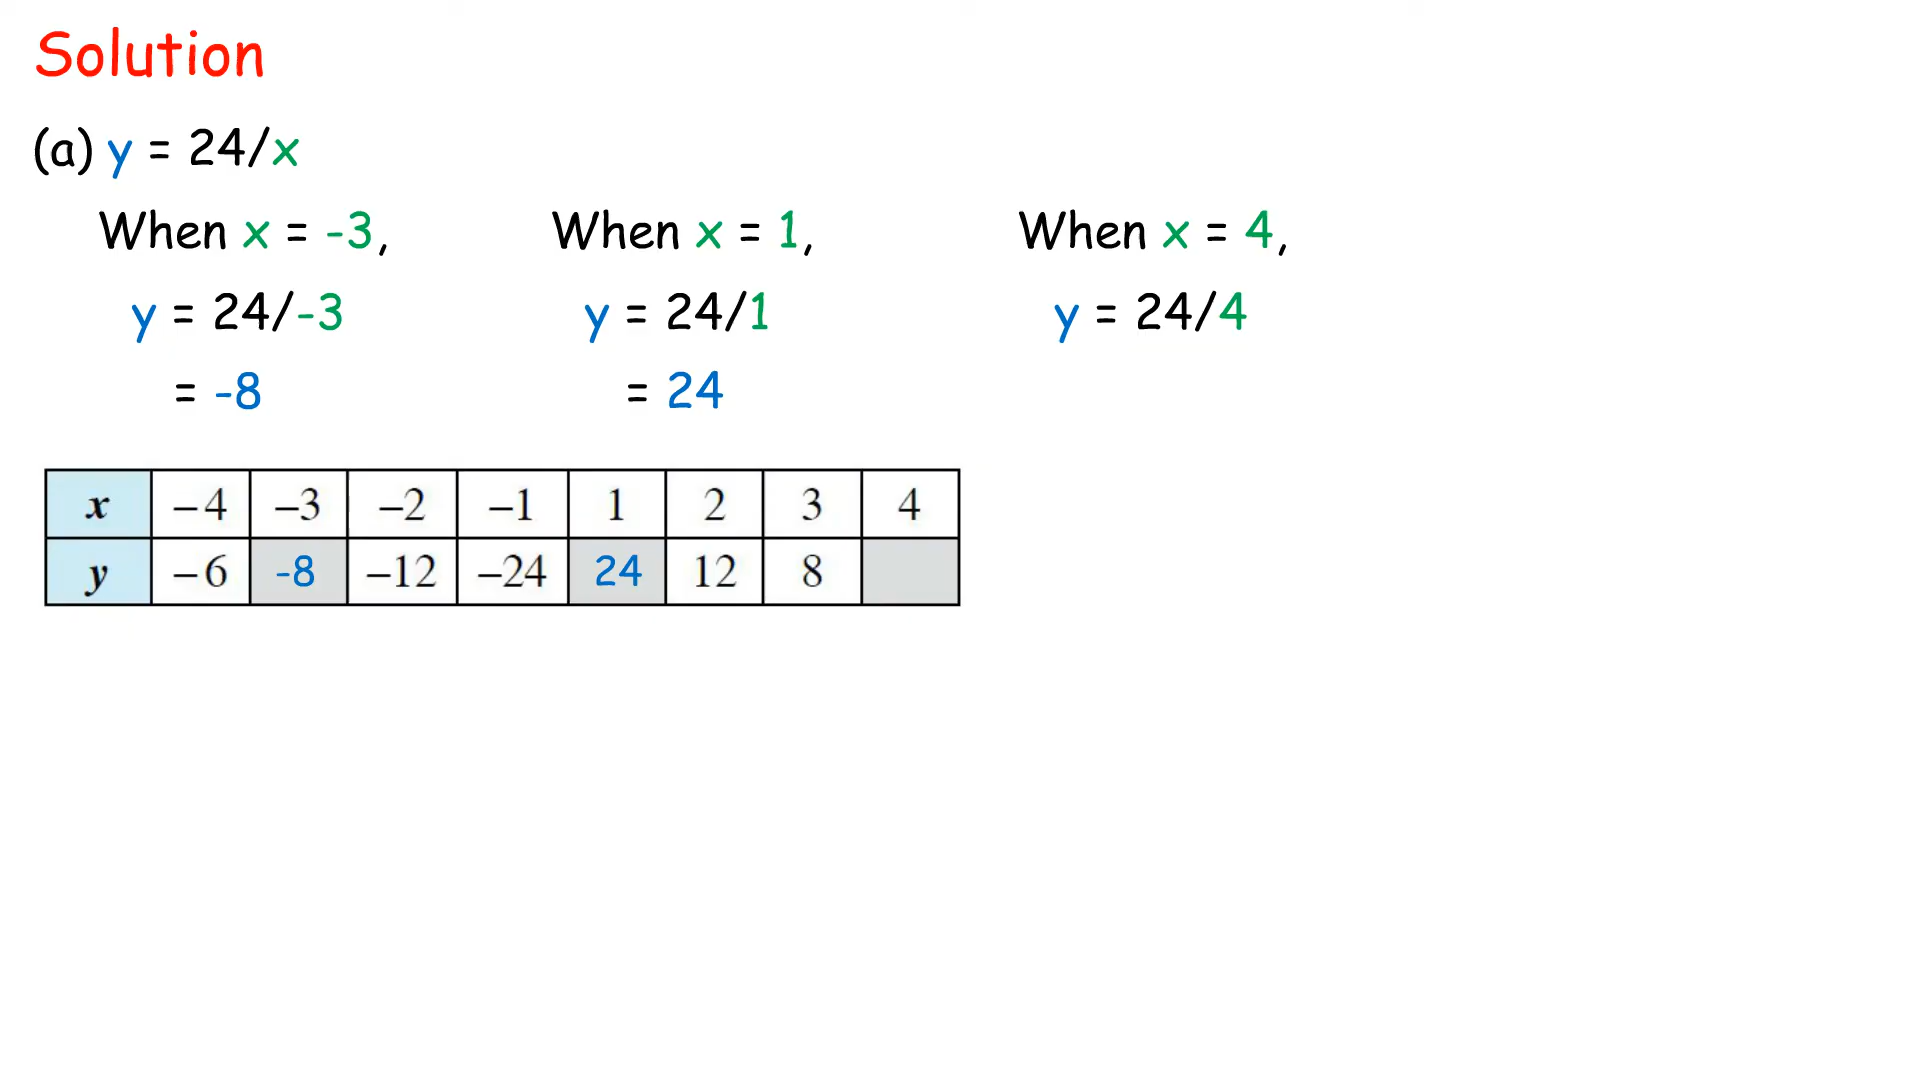 Solution
(a) y = 24/x
When x = -3, When x = 1, When x = 4,
y = 24/-3 y = 24/1 y = 24/4
= -8 = 24
x −4 −3 −2 −1 1 2 3 4
y −6 -8 −12 −24 24 12 8